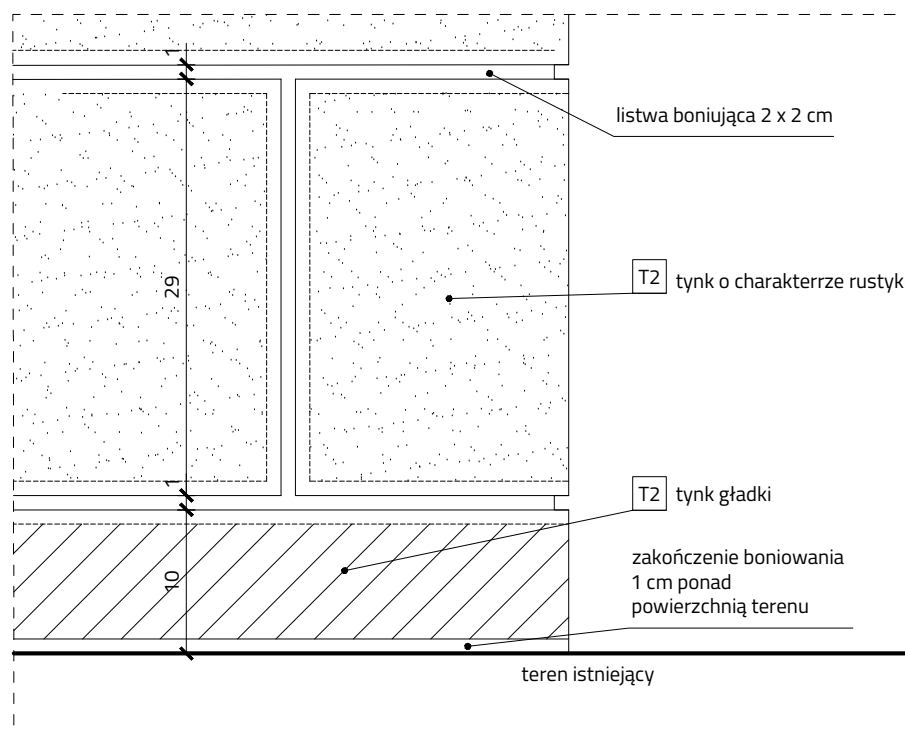 1
listwa boniująca 2 x 2 cm
29
T2 tynk o charakterrze rustyk
1
T2 tynk gładki
10
zakończenie boniowania
1 cm ponad
powierzchnią terenu
teren istniejący